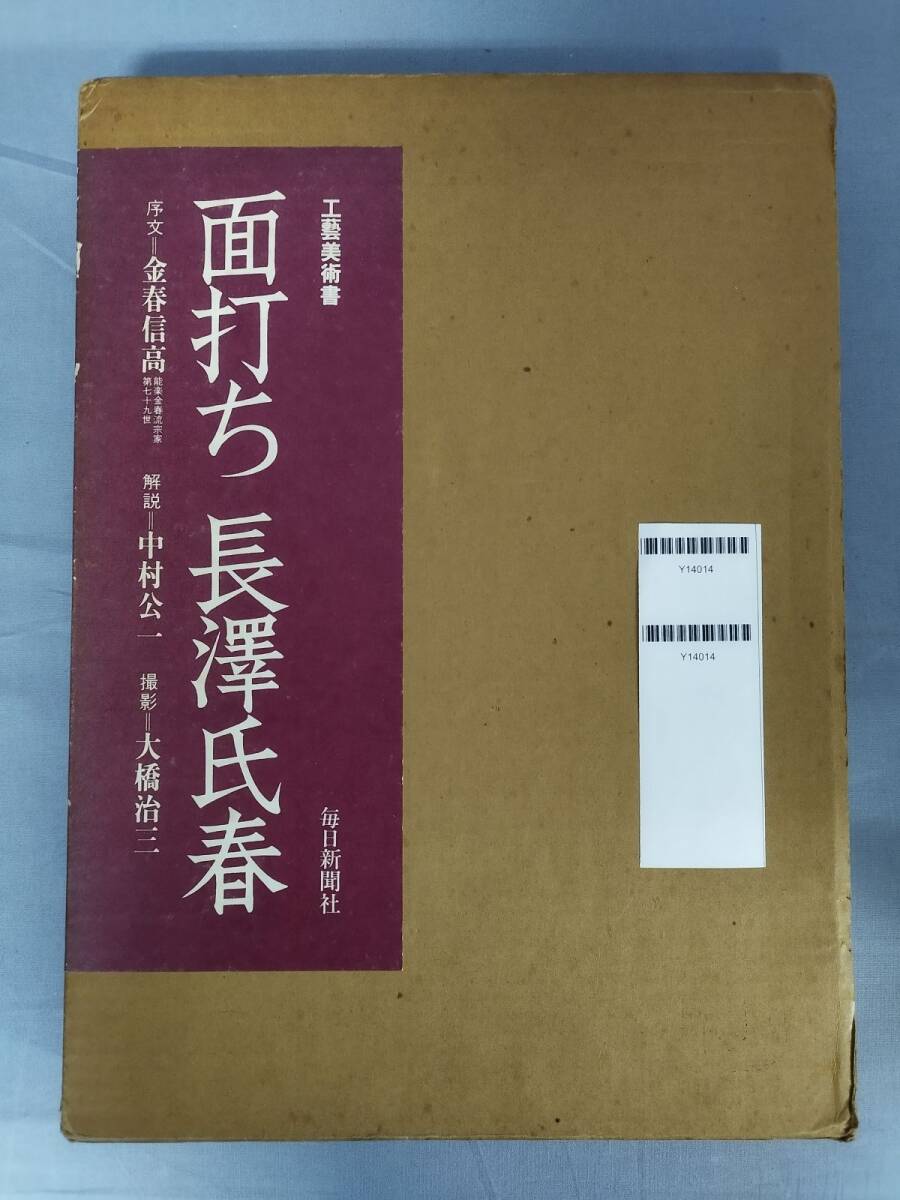 工藝美術書
毎日新聞社
面打ち 長澤氏春
序文＝金春信高 能楽金春流宗家
第七十九世
解説＝中村公一 撮影＝大橋治三
Y14014
Y14014